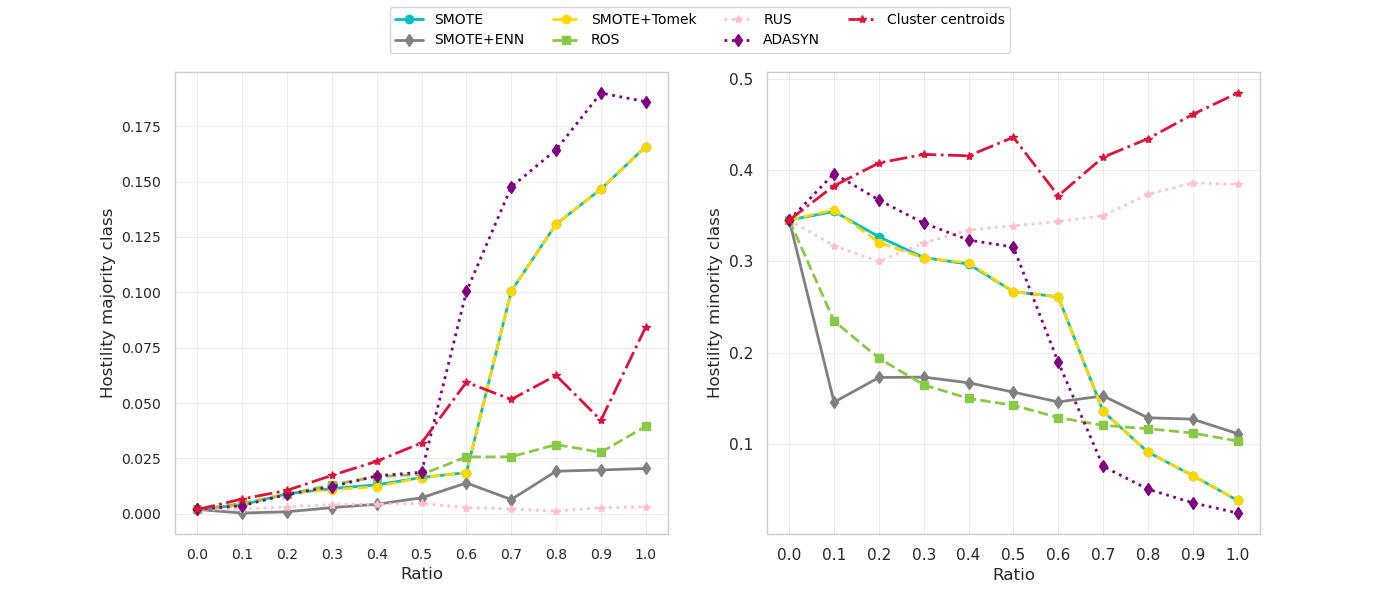 SMOTE SMOTE+Tomek RUS Cluster centroids
SMOTE+ENN ROS ADASYN
Hostility majority class
0.175
0.150
0.125
0.100
0.075
0.050
0.025
0.000
0.0 0.1 0.2 0.3 0.4 0.5 0.6 0.7 0.8 0.9 1.0
Ratio
Hostility minority class
0.5
0.4
0.3
0.2
0.1
0.0 0.1 0.2 0.3 0.4 0.5 0.6 0.7 0.8 0.9 1.0
Ratio